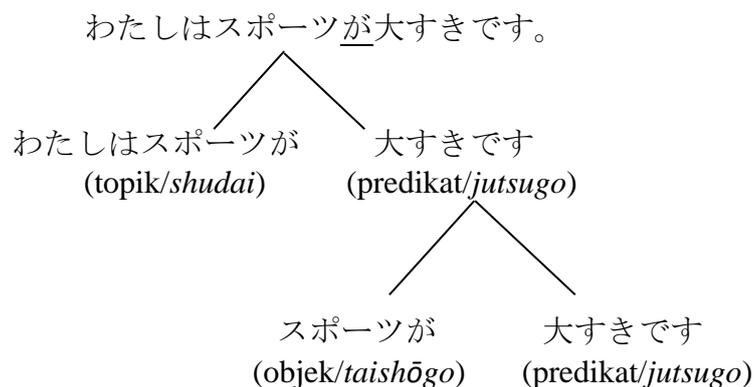 わたしはスポーツが大すきです。
わたしはスポーツが 大すきです
(topik/shudai) (predikat/jutsugo)
スポーツが 大すきです
(objek/taishōgo) (predikat/jutsugo)